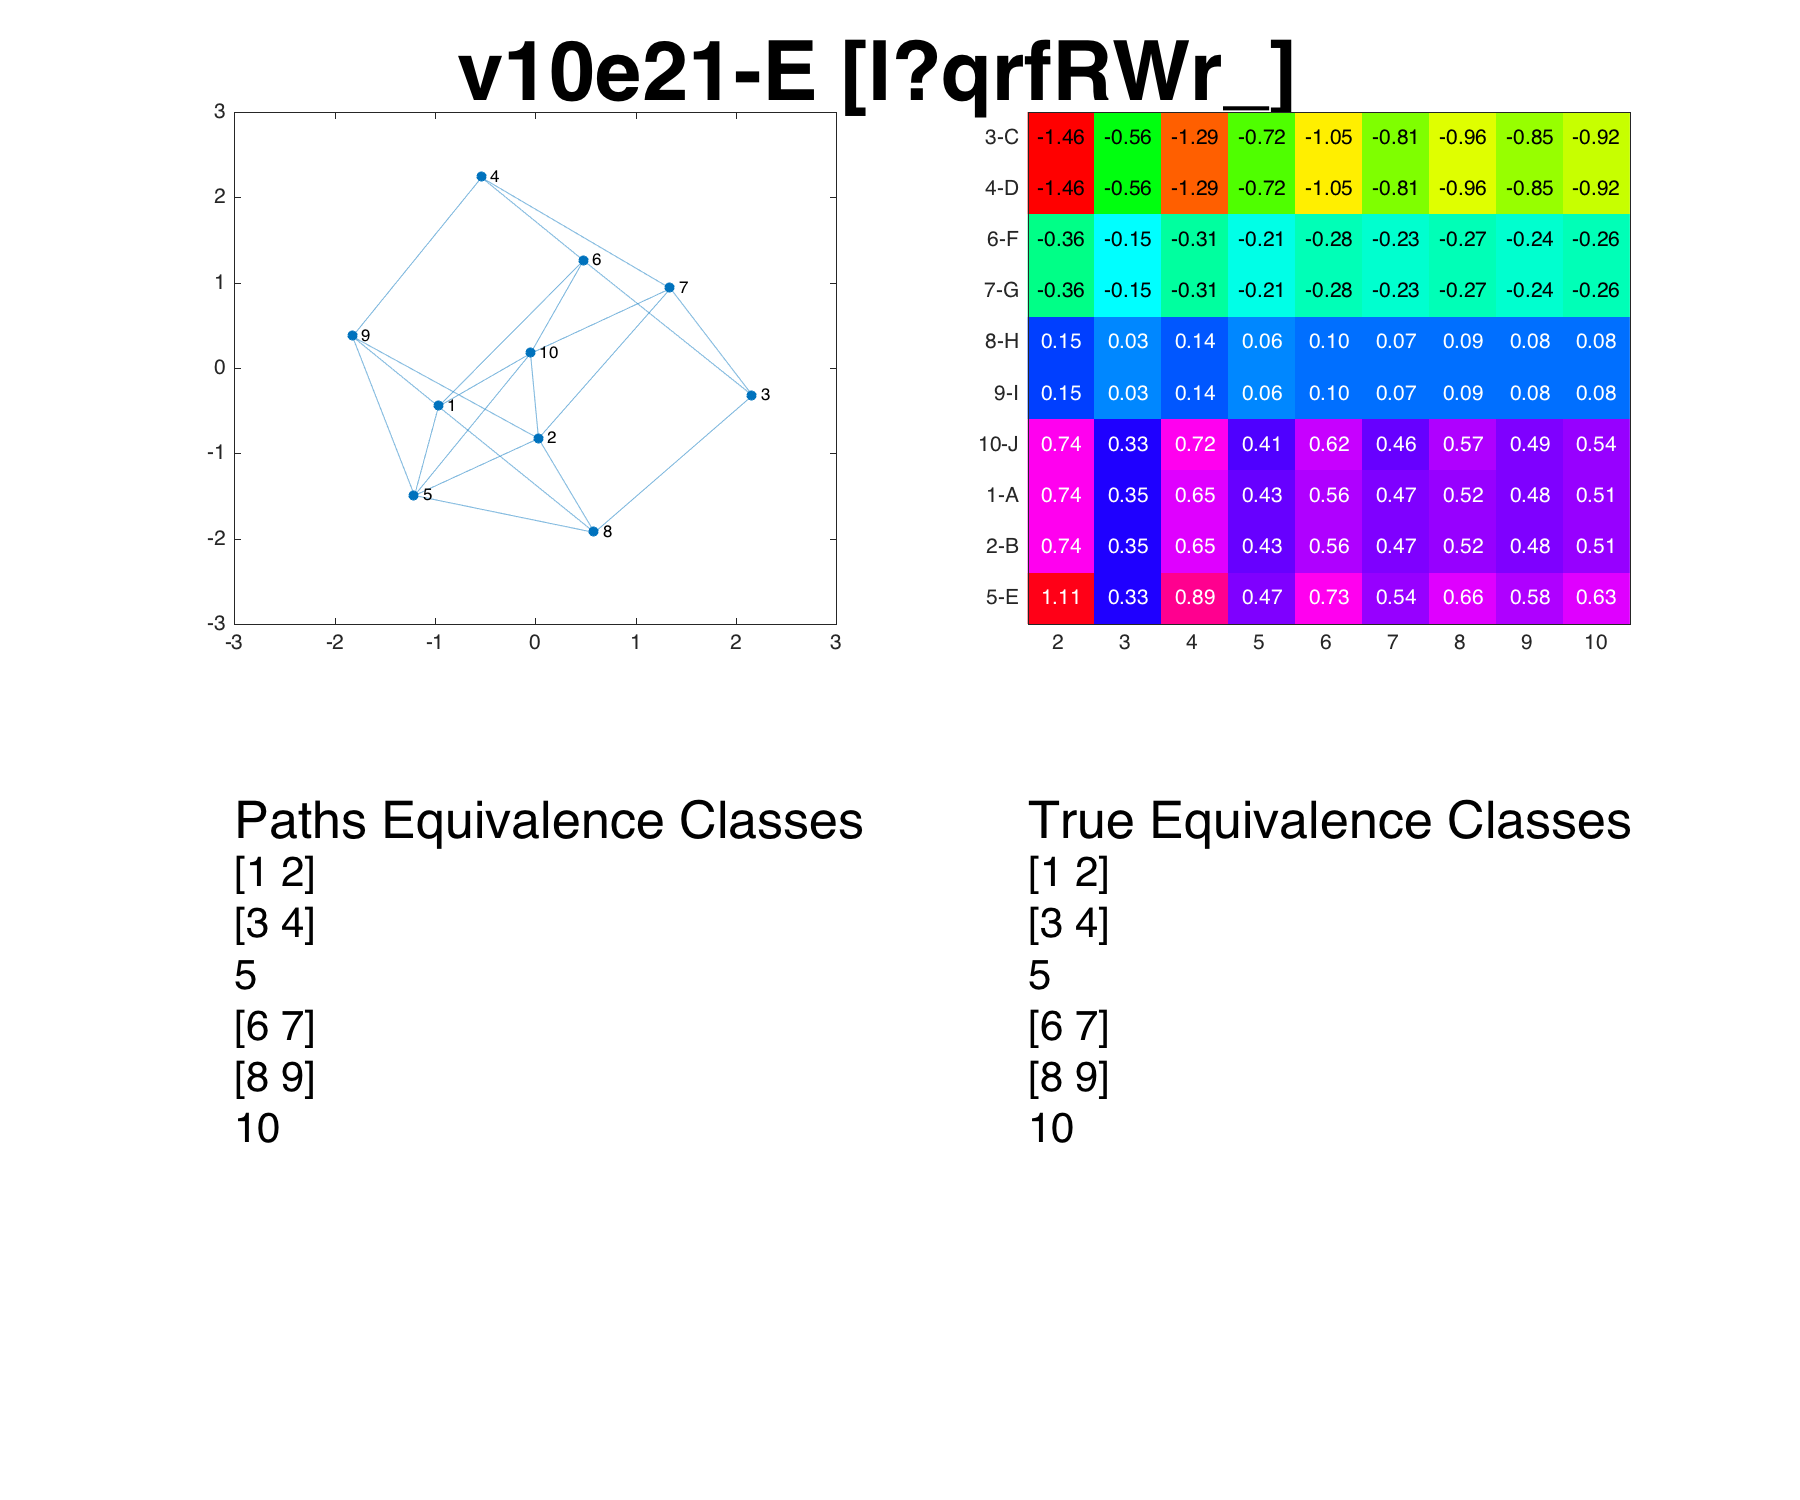 v10e21-E [I?qrfRWr_]
3
2
1
0
-1
-2
-3
-3 -2 -1 0 1 2 3
4
6
7
9
10
3
1
2
5
8
3-C -1.46 -0.56 -1.29 -0.72 -1.05 -0.81 -0.96 -0.85 -0.92
4-D -1.46 -0.56 -1.29 -0.72 -1.05 -0.81 -0.96 -0.85 -0.92
6-F -0.36 -0.15 -0.31 -0.21 -0.28 -0.23 -0.27 -0.24 -0.26
7-G -0.36 -0.15 -0.31 -0.21 -0.28 -0.23 -0.27 -0.24 -0.26
8-H 0.15 0.03 0.14 0.06 0.10 0.07 0.09 0.08 0.08
9-I 0.15 0.03 0.14 0.06 0.10 0.07 0.09 0.08 0.08
10-J 0.74 0.33 0.72 0.41 0.62 0.46 0.57 0.49 0.54
1-A 0.74 0.35 0.65 0.43 0.56 0.47 0.52 0.48 0.51
2-B 0.74 0.35 0.65 0.43 0.56 0.47 0.52 0.48 0.51
5-E 1.11 0.33 0.89 0.47 0.73 0.54 0.66 0.58 0.63
2 3 4 5 6 7 8 9 10
Paths Equivalence Classes
[1 2]
[3 4]
5
[6 7]
[8 9]
10
True Equivalence Classes
[1 2]
[3 4]
5
[6 7]
[8 9]
10